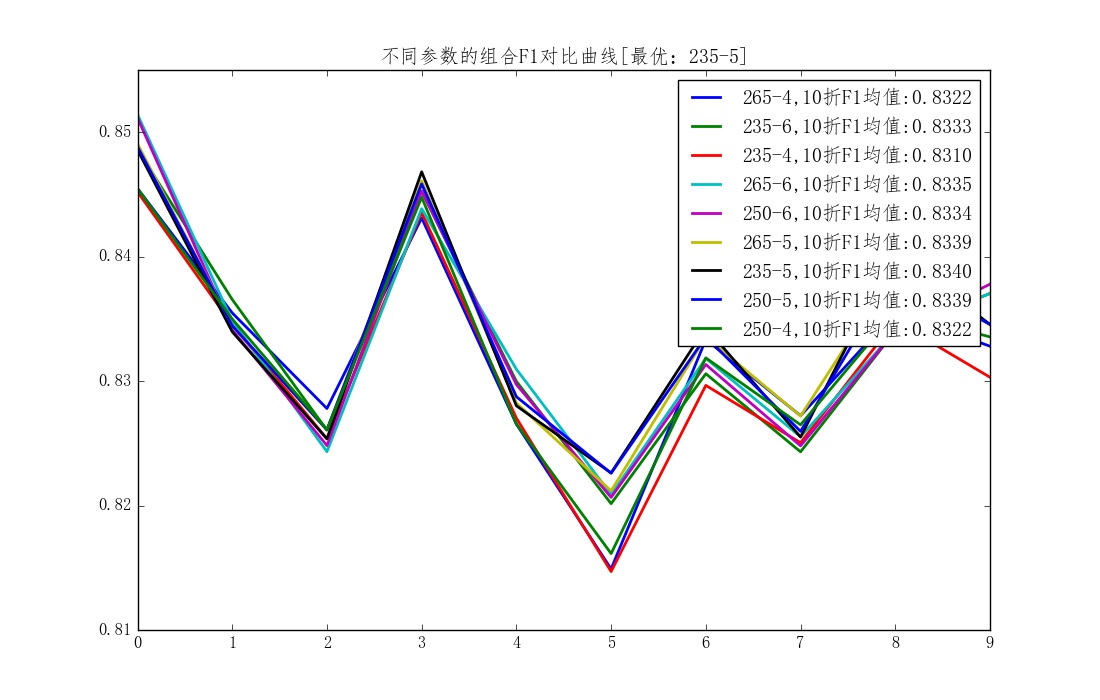 不同参数的组合F1对比曲线[最优: 235-5]
265-4,10折F1均值:0.8322
235-6,10折F1均值:0.8333
235-4,10折F1均值:0.8310
265-6,10折F1均值:0.8335
250-6,10折F1均值:0.8334
265-5,10折F1均值:0.8339
235-5,10折F1均值:0.8340
250-5,10折F1均值:0.8339
250-4,10折F1均值:0.8322
0.85
0.84
0.83
0.82
0.81
0 1 2 3 4 5 6 7 8 9